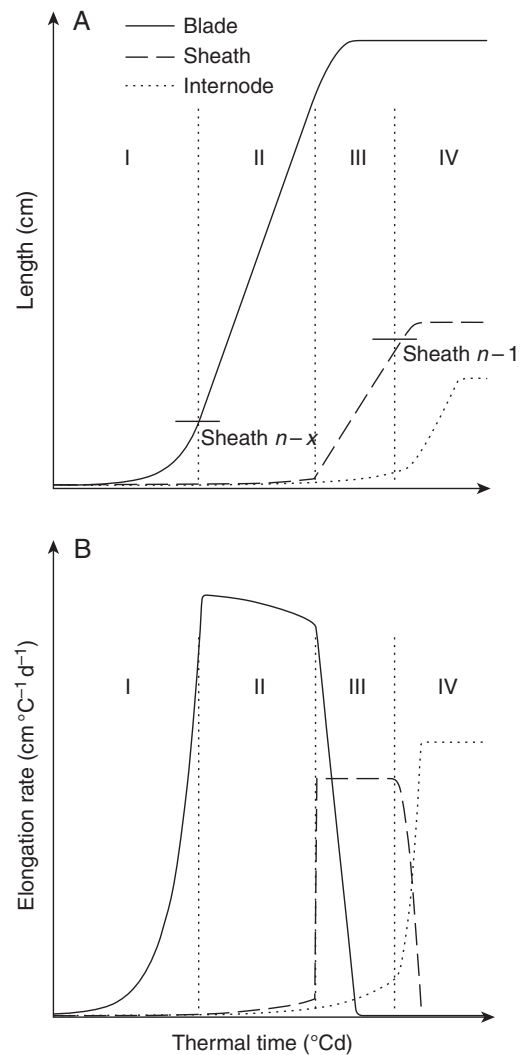 A
Blade
Sheath
Internode
I
II
III
IV
Length (cm)
Sheath n–1
Sheath n–x
B
I
II
III
IV
Elongation rate (cm °C⁻¹ d⁻¹)
Thermal time (°Cd)